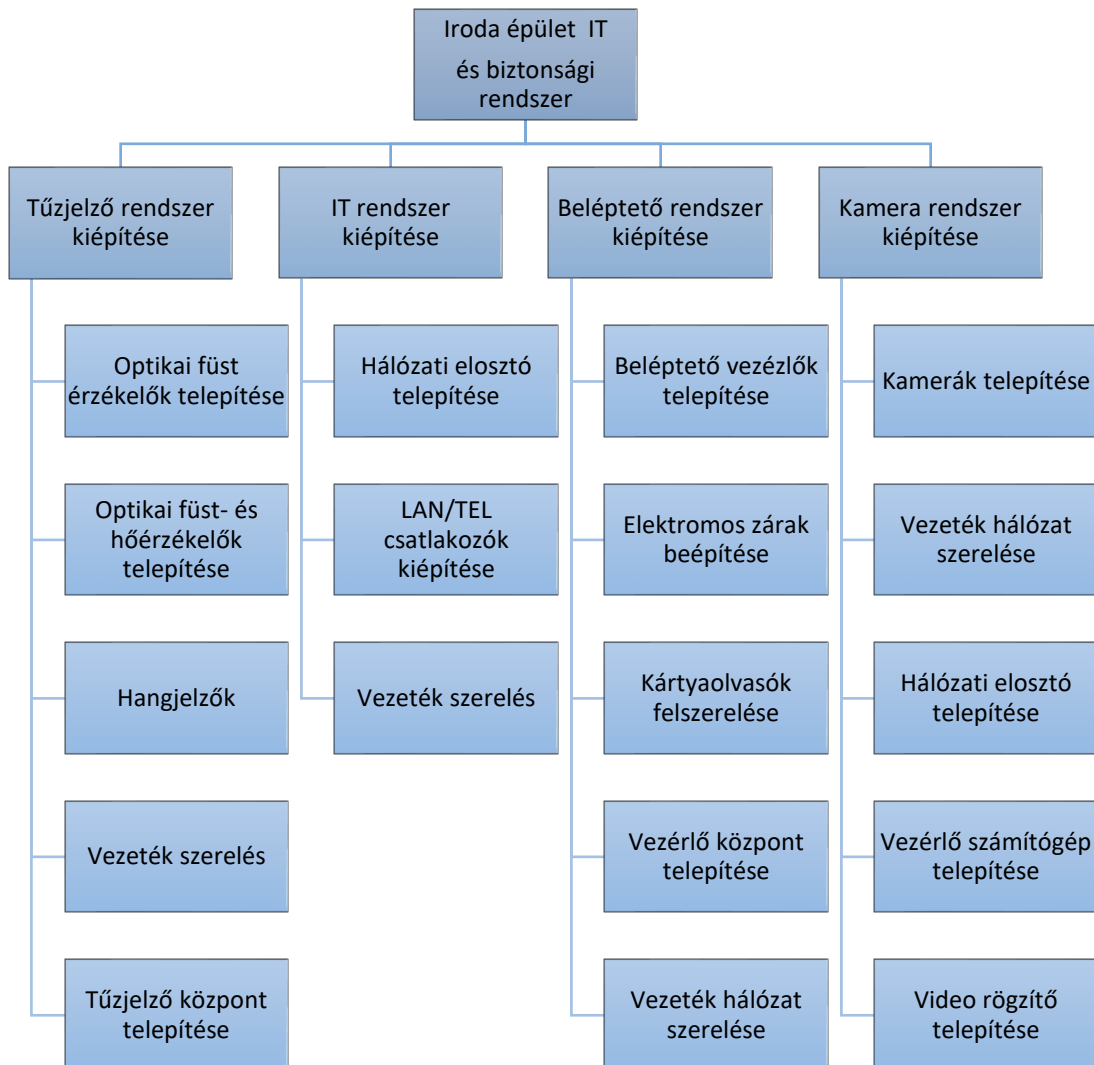 Iroda épület IT
és biztonsági
rendszer
Tűzjelző rendszer
kiépítése
IT rendszer
kiépítése
Beléptető rendszer
kiépítése
Kamera rendszer
kiépítése
Optikai füst
érzékelők telepítése
Optikai füst- és
hőérzékelők
telepítése
Hangjelzők
Vezeték szerelés
Tűzjelző központ
telepítése
Hálózati elosztó
telepítése
LAN/TEL
csatlakozók
kiépítése
Vezeték szerelés
Beléptető vezézlők
telepítése
Elektromos zárak
beépítése
Kártyaolvasók
felszerelése
Vezérlő központ
telepítése
Vezeték hálózat
szerelése
Kamerák telepítése
Vezeték hálózat
szerelése
Hálózati elosztó
telepítése
Vezérlő számítógép
telepítése
Video rögzítő
telepítése